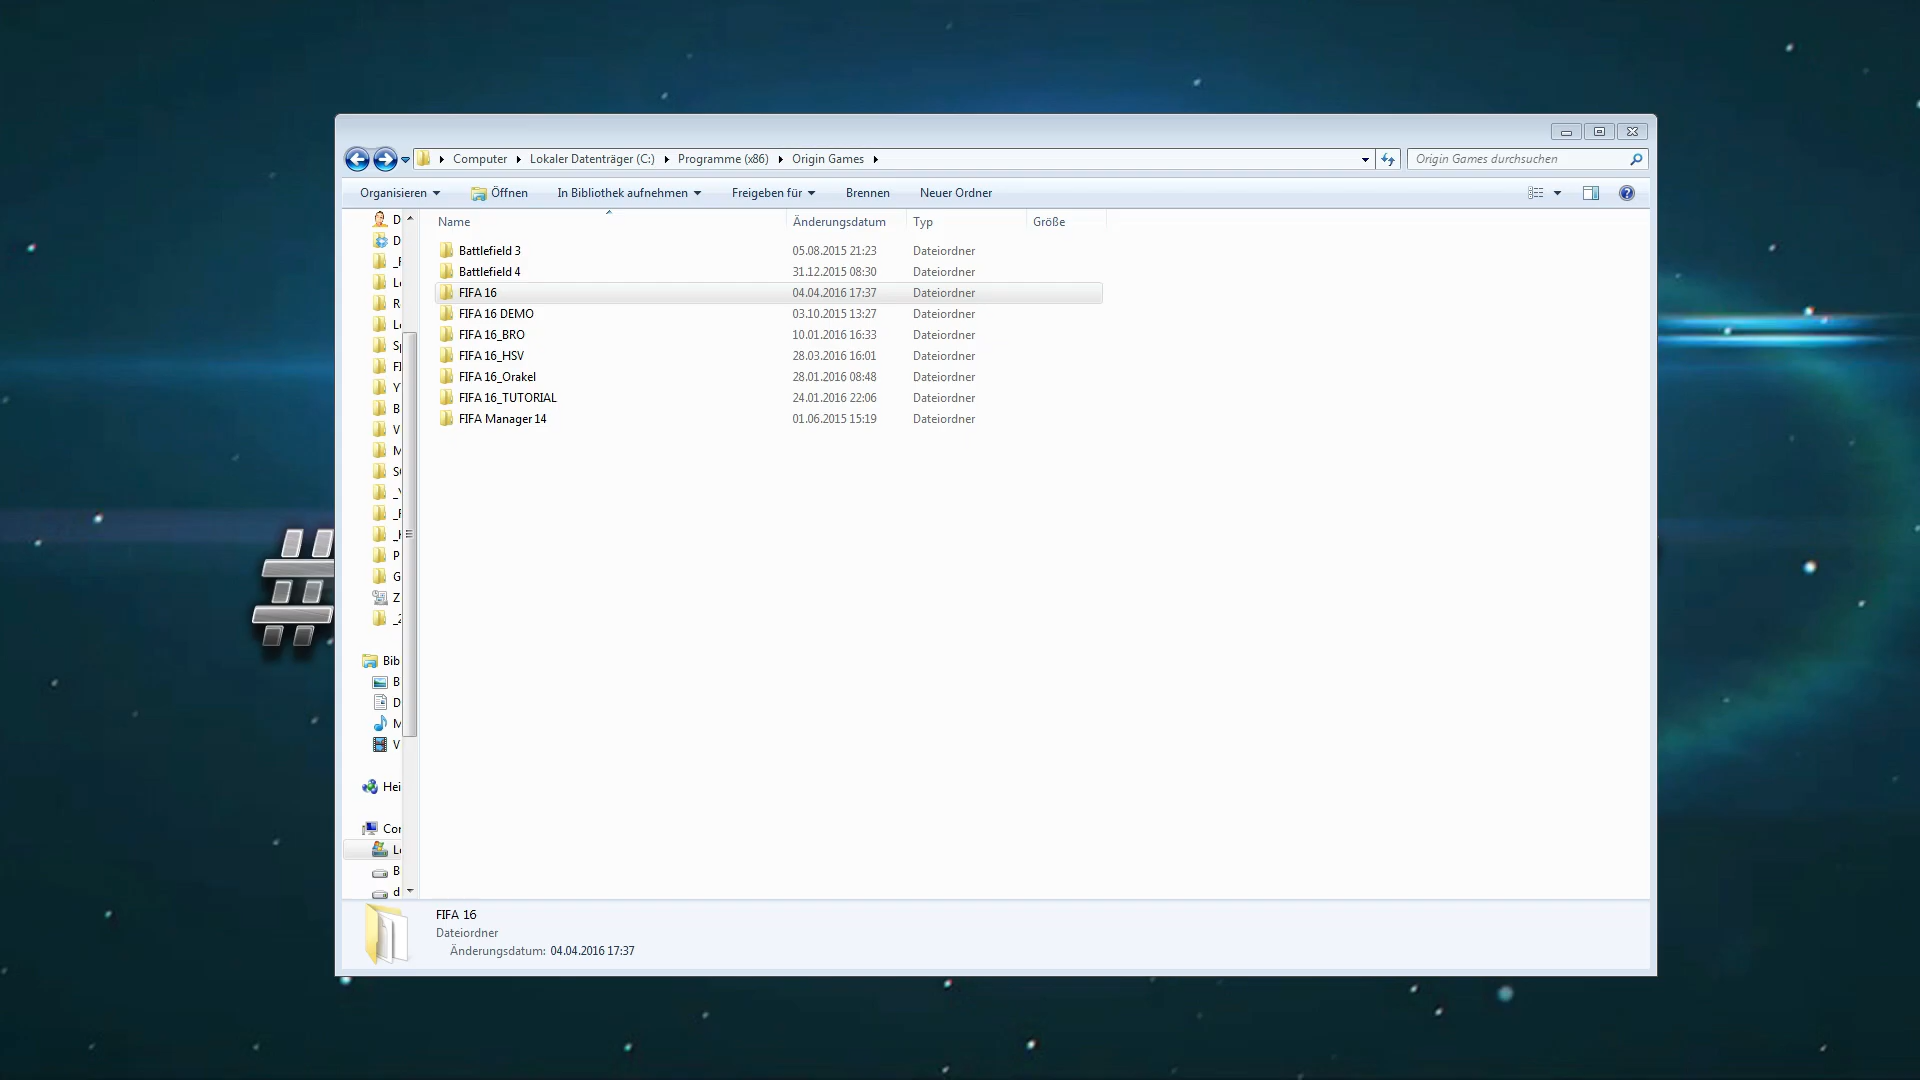 Computer Lokaler Datenträger (C:) Programme (x86) Origin Games
Origin Games durchsuchen
Organisieren Öffnen In Bibliothek aufnehmen Freigeben für Brennen Neuer Ordner
Name Änderungsdatum Typ Größe
Battlefield 3 05.08.2015 21:23 Dateiordner
Battlefield 4 31.12.2015 08:30 Dateiordner
FIFA 16 04.04.2016 17:37 Dateiordner
FIFA 16 DEMO 03.10.2015 13:27 Dateiordner
FIFA 16_BRO 10.01.2016 16:33 Dateiordner
FIFA 16_HSV 28.03.2016 16:01 Dateiordner
FIFA 16_Orakel 28.01.2016 08:48 Dateiordner
FIFA 16_TUTORIAL 24.01.2016 22:06 Dateiordner
FIFA Manager 14 01.06.2015 15:19 Dateiordner
Bib
Hei
#
FIFA 16
Dateiordner
Änderungsdatum: 04.04.2016 17:37